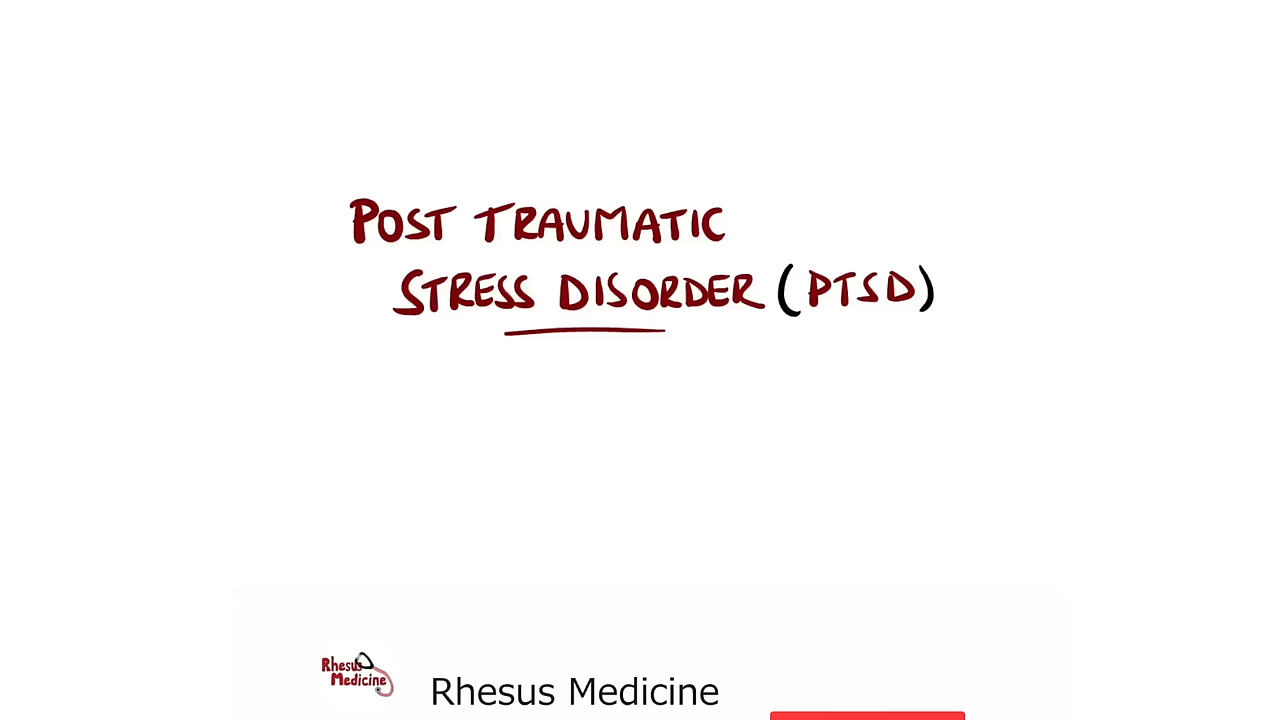 POST TRAUMATIC
STRESS DISORDER (PTSD)
Rhesus
Medicine
Rhesus Medicine